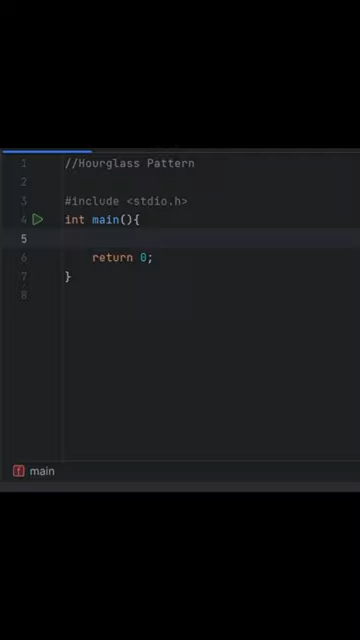 1 //Hourglass Pattern
2
3 #include <stdio.h>
4 int main(){
5
6     return 0;
7 }
8
f main